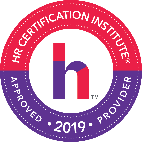 HR CERTIFICATION INSTITUTE®
h
TM
APPROVED • 2019 • PROVIDER